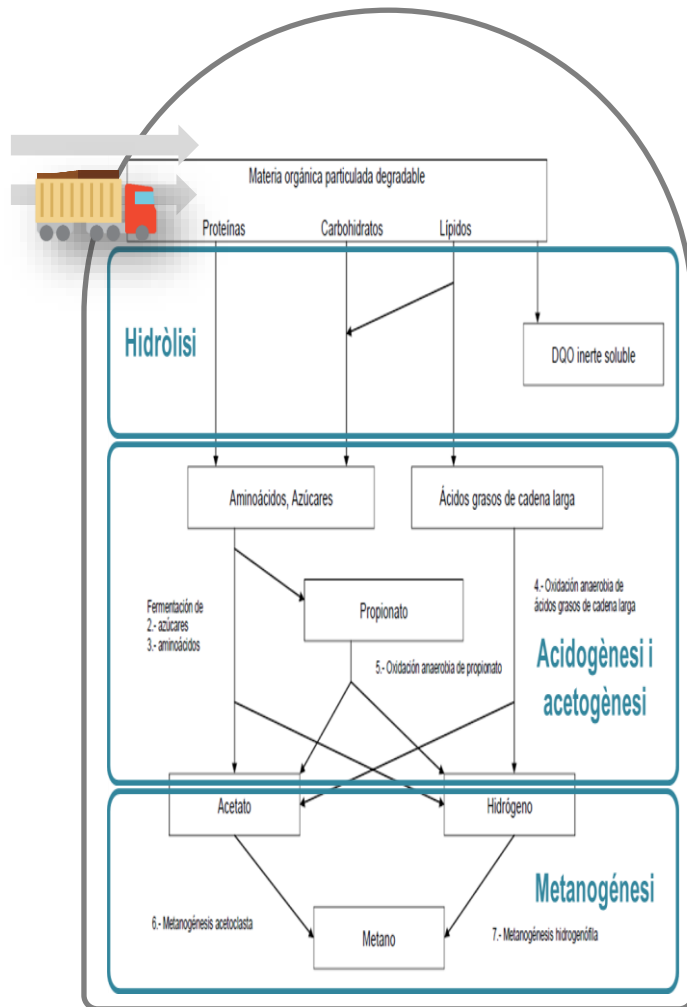 Materia orgánica particulada degradable
Proteínas
Carbohidratos
Lípidos
Hidròlisi
DQO inerte soluble
Aminoácidos, Azúcares
Ácidos grasos de cadena larga
4.- Oxidación anaerobia de
ácidos grasos de cadena larga
Fermentación de
2.- azúcares
3.- aminoácidos
Propionato
5.- Oxidación anaerobia de propionato
Acidogènesi i
acetogènesi
Acetato
Hidrógeno
Metanogénesi
6.- Metanogénesis acetoclasta
7.- Metanogénesis hidrogenófila
Metano